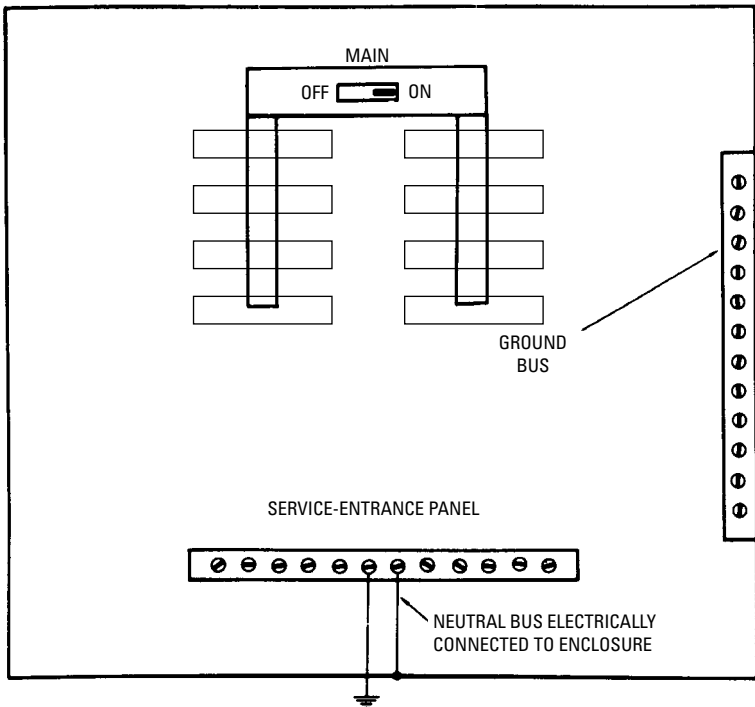 MAIN
OFF ON
GROUND
BUS
SERVICE-ENTRANCE PANEL
NEUTRAL BUS ELECTRICALLY
CONNECTED TO ENCLOSURE